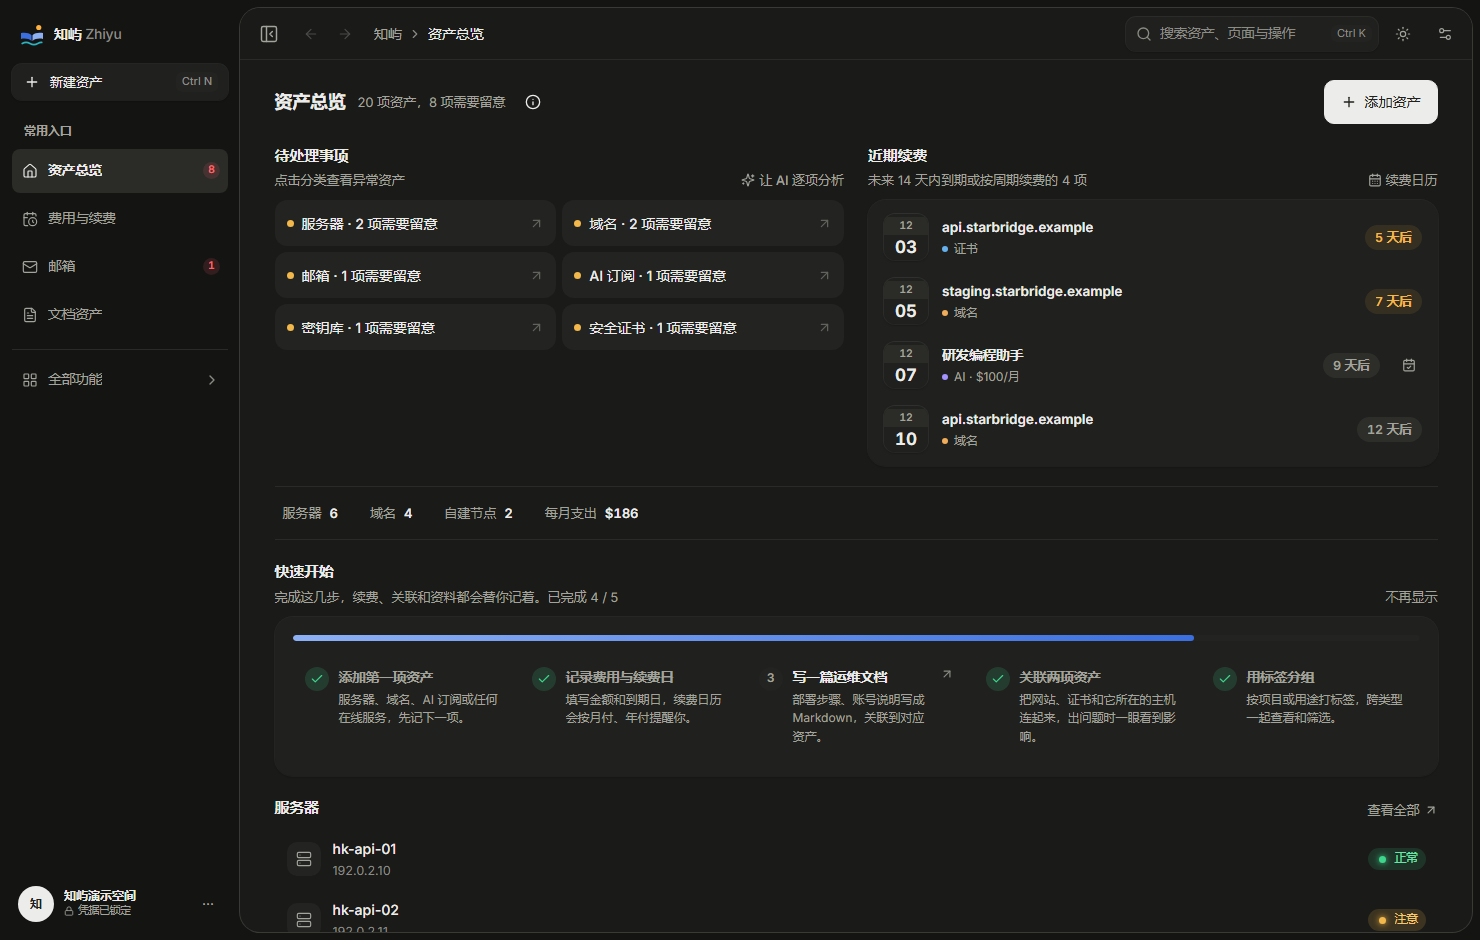 知屿 Zhiyu
新建资产 Ctrl N
常用入口
资产总览 8
费用与续费
邮箱 1
文档资产
全部功能
知
知屿演示空间
凭据已锁定
知屿 > 资产总览
搜索资产、页面与操作 Ctrl K
资产总览 20 项资产，8 项需要留意
添加资产
待处理事项
点击分类查看异常资产
让 AI 逐项分析
服务器 · 2 项需要留意
域名 · 2 项需要留意
邮箱 · 1 项需要留意
AI 订阅 · 1 项需要留意
密钥库 · 1 项需要留意
安全证书 · 1 项需要留意
近期续费
未来 14 天内到期或按周期续费的 4 项
续费日历
12
03
api.starbridge.example
证书
5 天后
12
05
staging.starbridge.example
域名
7 天后
12
07
研发编程助手
AI · $100/月
9 天后
12
10
api.starbridge.example
域名
12 天后
服务器 6 域名 4 自建节点 2 每月支出 $186
快速开始
完成这几步，续费、关联和资料都会替你记着。已完成 4 / 5
不再显示
添加第一项资产
服务器、域名、AI 订阅或任何
在线服务，先记下一项。
记录费用与续费日
填写金额和到期日，续费日历
会按月付、年付提醒你。
3
写一篇运维文档
部署步骤、账号说明写成
Markdown，关联到对应
资产。
关联两项资产
把网站、证书和它所在的主机
连起来，出问题时一眼看到影
响。
用标签分组
按项目或用途打标签，跨类型
一起查看和筛选。
服务器
查看全部
hk-api-01
192.0.2.10
正常
hk-api-02
192.0.2.11
注意